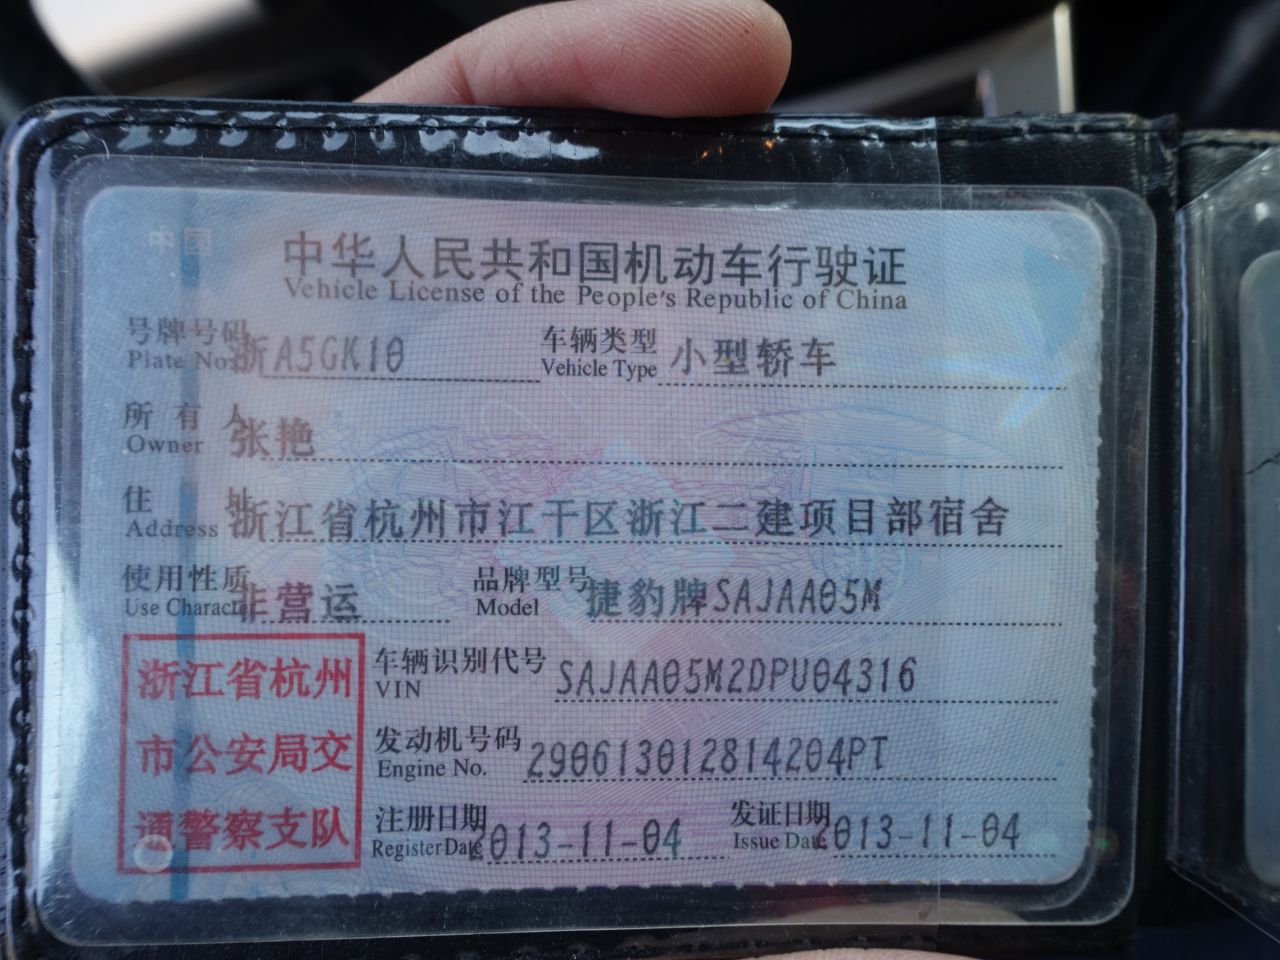 中国
中华人民共和国机动车行驶证
Vehicle License of the People's Republic of China
号牌号码 浙A5GK10 车辆类型 小型轿车
Plate No. Vehicle Type
所有人 张艳
Owner
住址 浙江省杭州市江干区浙江二建项目部宿舍
Address
使用性质 非营运 品牌型号 捷豹牌SAJAA05M
Use Character Model
浙江省杭州
市公安局交
通警察支队
车辆识别代号 SAJAA05M2DPU04316
VIN
发动机号码 290613012814204PT
Engine No.
注册日期 2013-11-04 发证日期 2013-11-04
Register Date Issue Date